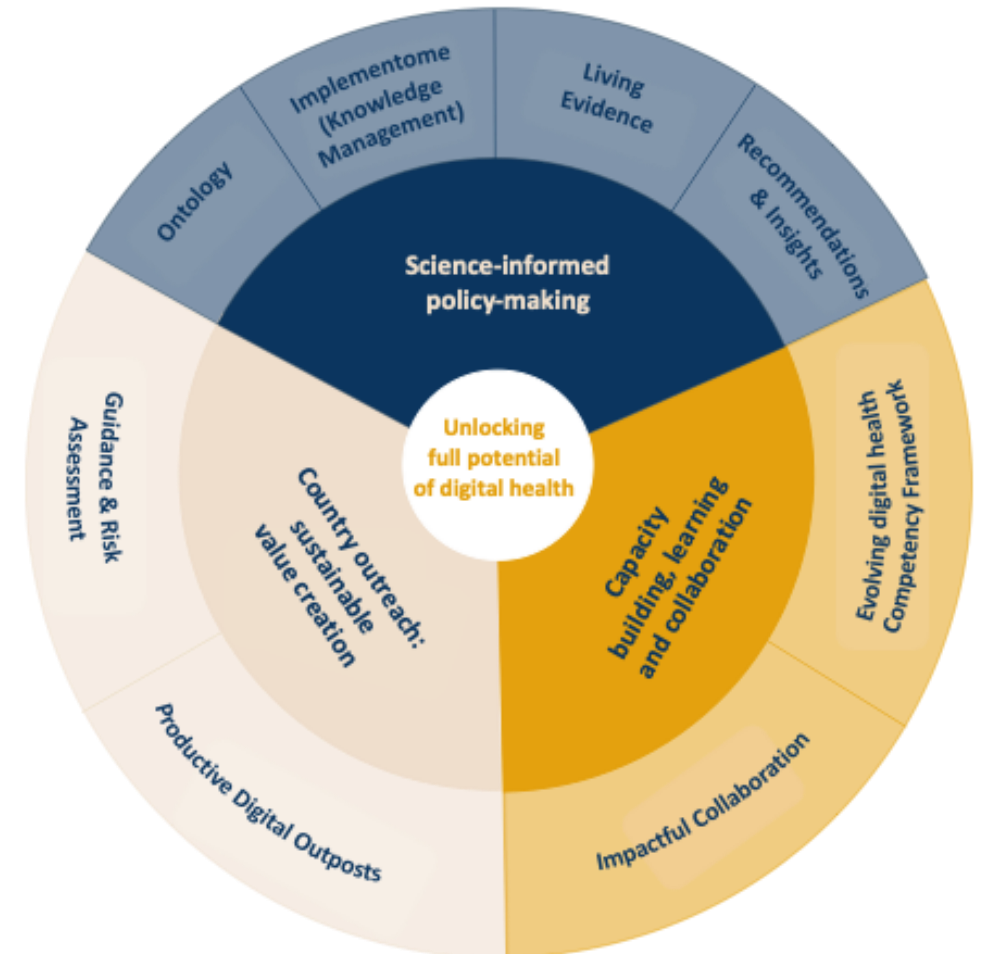 Implementome
(Knowledge
Management)
Living
Evidence
Ontology
Recommendations
& Insights
Science-informed
policy-making
Unlocking
full potential
of digital health
Guidance & Risk
Assessment
Country outreach:
sustainable
value creation
Capacity
building, learning
and collaboration
Evolving digital health
Competency Framework
Productive Digital Outposts
Impactful Collaboration